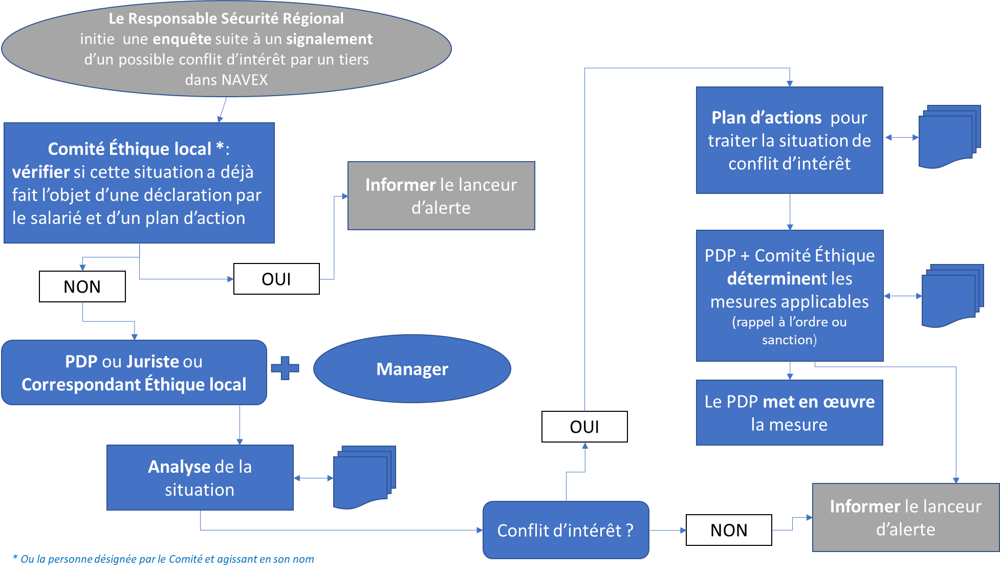 Le Responsable Sécurité Régional
initie une enquête suite à un signalement
d’un possible conflit d’intérêt par un tiers
dans NAVEX
Comité Éthique local *:
vérifier si cette situation a déjà
fait l’objet d’une déclaration par
le salarié et d’un plan d’action
Informer le lanceur
d’alerte
NON
OUI
PDP ou Juriste ou
Correspondant Éthique local
Manager
Analyse de la
situation
Conflit d’intérêt ?
OUI
NON
Plan d’actions pour
traiter la situation de
conflit d’intérêt
PDP + Comité Éthique
déterminent les
mesures applicables
(rappel à l’ordre ou
sanction)
Le PDP met en œuvre
la mesure
Informer le lanceur
d’alerte
* Ou la personne désignée par le Comité et agissant en son nom